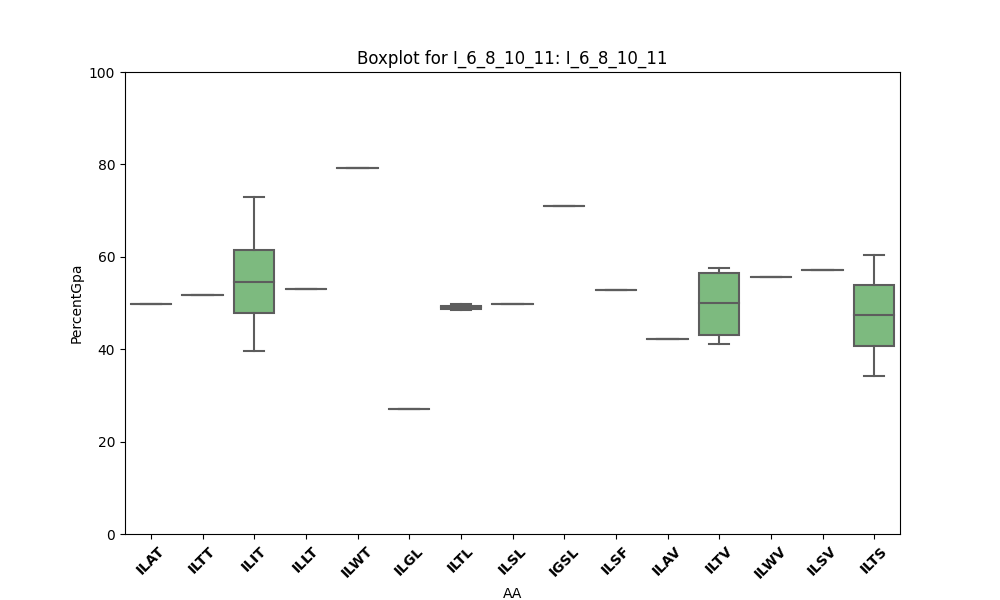 Boxplot for I_6_8_10_11: I_6_8_10_11
100
80
60
40
20
0
PercentGpa
ILAT
ILTT
ILIT
ILLT
ILWT
ILGL
ILTL
ILSL
IGSL
ILSF
ILAV
ILTV
ILWV
ILSV
ILTS
AA